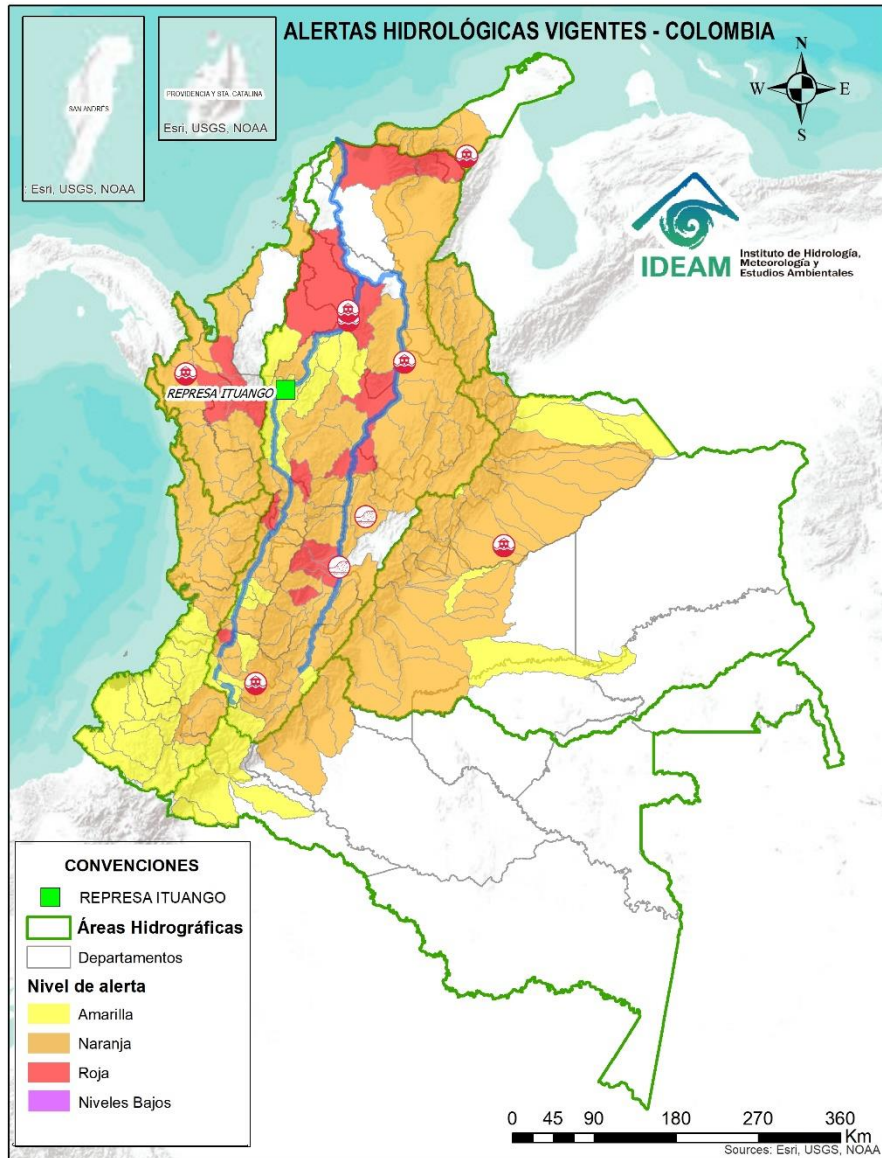 ALERTAS HIDROLÓGICAS VIGENTES - COLOMBIA
SAN ANDRÉS
: Esri, USGS, NOAA
PROVIDENCIA Y STA. CATALINA
Esri, USGS, NOAA
N
W E
S
IDEAM
Instituto de Hidrología,
Meteorología y
Estudios Ambientales
REPRESA ITUANGO
CONVENCIONES
REPRESA ITUANGO
Áreas Hidrográficas
Departamentos
Nivel de alerta
Amarilla
Naranja
Roja
Niveles Bajos
0 45 90 180 270 360
Km
Sources: Esri, USGS, NOAA